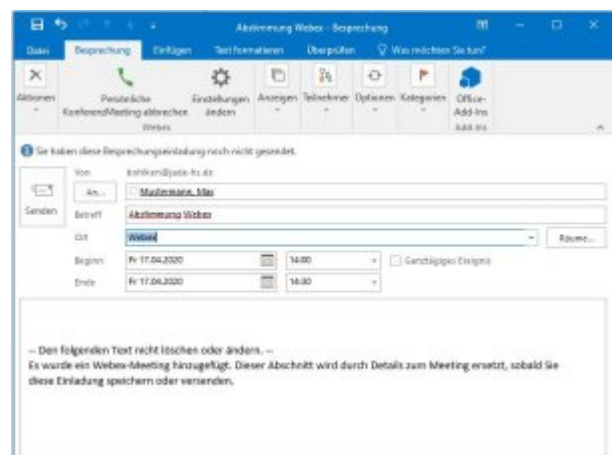 Abstimmung Webex - Besprechung
Datei Besprechung Einfügen Text formatieren Überprüfen Was möchten Sie tun?
Aktionen Persönliche Konferenz Meeting abbrechen Einstellungen ändern Anzeigen Teilnehmer Optionen Kategorien Office-Add-Ins
Webex Add-Ins
Sie haben diese Besprechungseinladung noch nicht gesendet.
Von @jade-hs.de
Senden
An... Mustermann, Max
Betreff Abstimmung Webex
Ort Webex Räume...
Beginn Fr 17.04.2020 14:00 Ganztägiges Ereignis
Ende Fr 17.04.2020 14:30
-- Den folgenden Text nicht löschen oder ändern. --
Es wurde ein Webex-Meeting hinzugefügt. Dieser Abschnitt wird durch Details zum Meeting ersetzt, sobald Sie
diese Einladung speichern oder versenden.